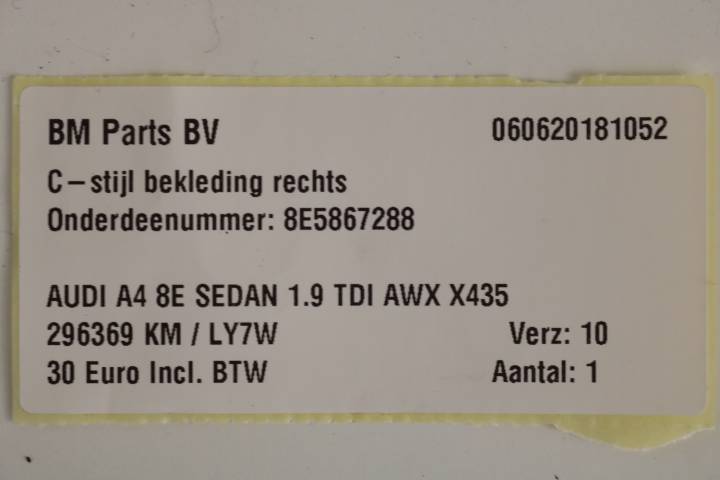 BM Parts BV 060620181052
C-stijl bekleding rechts
Onderdeenummer: 8E5867288
AUDI A4 8E SEDAN 1.9 TDI AWX X435
296369 KM / LY7W Verz: 10
30 Euro Incl. BTW Aantal: 1